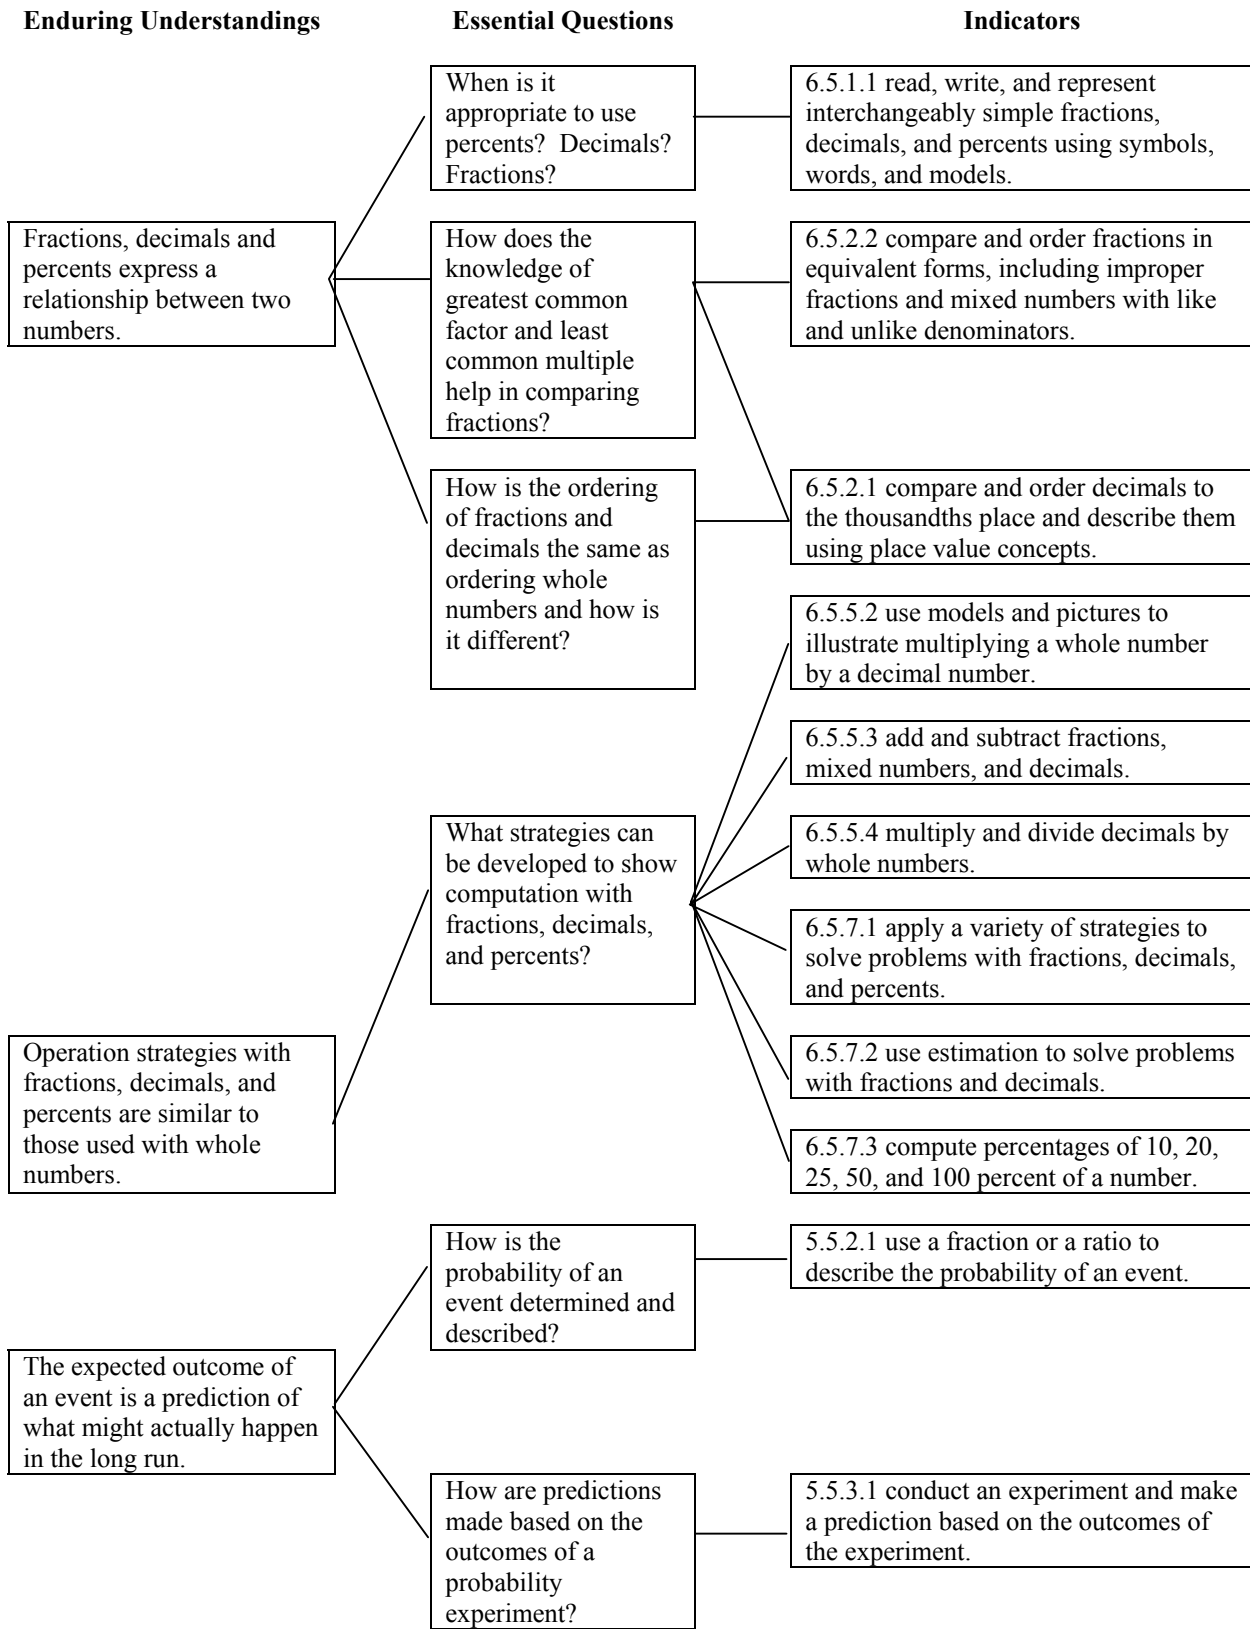 Enduring Understandings
Essential Questions
Indicators
When is it
appropriate to use
percents?  Decimals?
Fractions?
6.5.1.1 read, write, and represent
interchangeably simple fractions,
decimals, and percents using symbols,
words, and models.
Fractions, decimals and
percents express a
relationship between two
numbers.
How does the
knowledge of
greatest common
factor and least
common multiple
help in comparing
fractions?
6.5.2.2 compare and order fractions in
equivalent forms, including improper
fractions and mixed numbers with like
and unlike denominators.
How is the ordering
of fractions and
decimals the same as
ordering whole
numbers and how is
it different?
6.5.2.1 compare and order decimals to
the thousandths place and describe them
using place value concepts.
6.5.5.2 use models and pictures to
illustrate multiplying a whole number
by a decimal number.
6.5.5.3 add and subtract fractions,
mixed numbers, and decimals.
What strategies can
be developed to show
computation with
fractions, decimals,
and percents?
6.5.5.4 multiply and divide decimals by
whole numbers.
6.5.7.1 apply a variety of strategies to
solve problems with fractions, decimals,
and percents.
Operation strategies with
fractions, decimals, and
percents are similar to
those used with whole
numbers.
6.5.7.2 use estimation to solve problems
with fractions and decimals.
6.5.7.3 compute percentages of 10, 20,
25, 50, and 100 percent of a number.
How is the
probability of an
event determined and
described?
5.5.2.1 use a fraction or a ratio to
describe the probability of an event.
The expected outcome of
an event is a prediction of
what might actually happen
in the long run.
How are predictions
made based on the
outcomes of a
probability
experiment?
5.5.3.1 conduct an experiment and make
a prediction based on the outcomes of
the experiment.